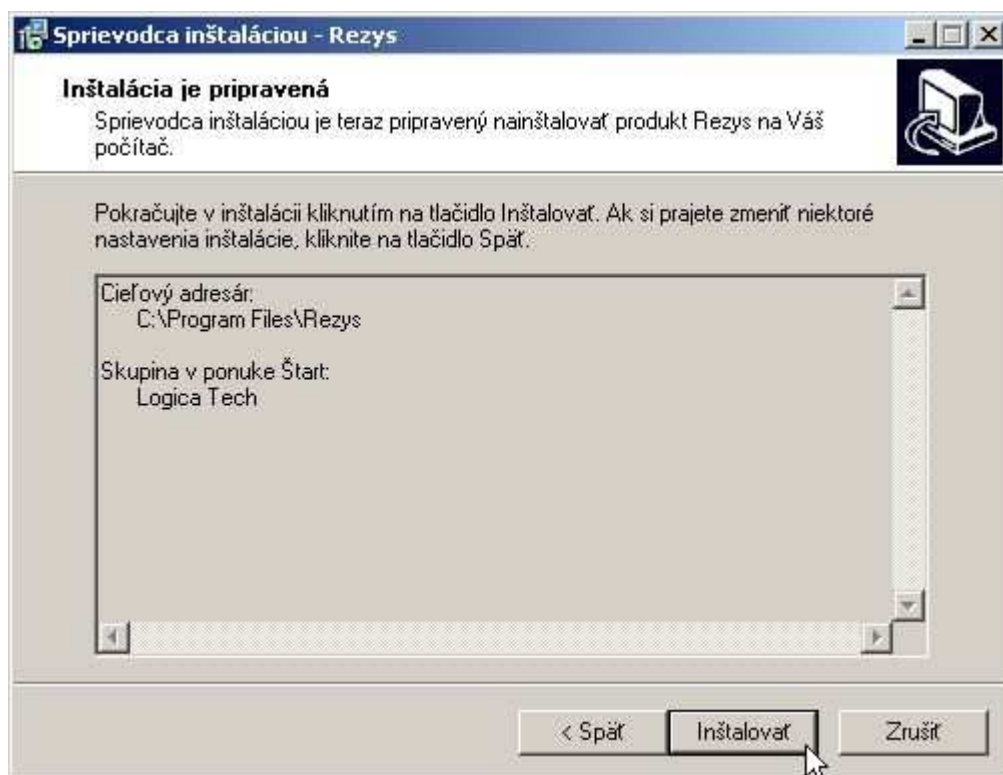 Sprievodca inštaláciou - Rezys
Inštalácia je pripravená
Sprievodca inštaláciou je teraz pripravený nainštalovať produkt Rezys na Váš
počítač.
Pokračujte v inštalácii kliknutím na tlačidlo Inštalovať. Ak si prajete zmeniť niektoré
nastavenia inštalácie, kliknite na tlačidlo Späť.
Cieľový adresár:
C:\Program Files\Rezys
Skupina v ponuke Štart:
Logica Tech
< Späť
Inštalovať
Zrušiť